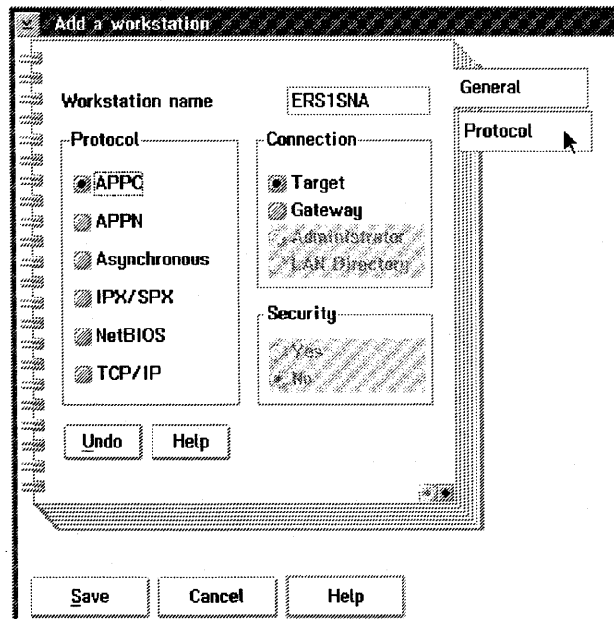 Add a workstation
General
Protocol
Workstation name ERS1SNA
Protocol
APPC
APPN
Asynchronous
IPX/SPX
NetBIOS
TCP/IP
Connection
Target
Gateway
Administrator
LAN Directory
Security
Yes
No
Undo Help
Save Cancel Help